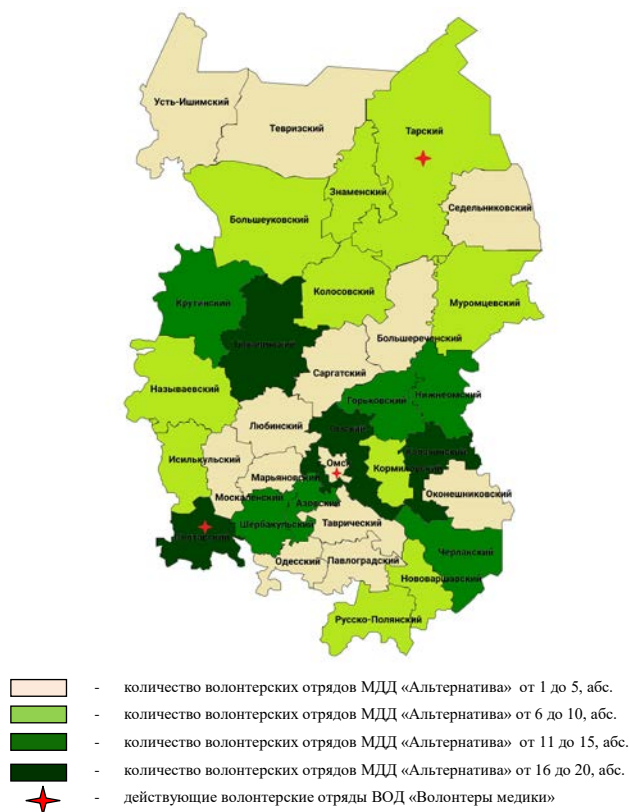 Усть-Ишимский
Тевризский
Тарский
Знаменский
Седельниковский
Большеуковский
Колосовский
Крутинский
Муромцевский
Большереченский
Саргатский
Называевский
Горьковский
Нижнеомский
Любинский
Исилькульский
Омск
Марьяновский
Оконешниковский
Москаленский
Азовский
Шербакульский
Таврический
Черлакский
Одесский
Павлоградский
Нововаршавский
Русско-Полянский
- количество волонтерских отрядов МДД «Альтернатива» от 1 до 5, абс.
- количество волонтерских отрядов МДД «Альтернатива» от 6 до 10, абс.
- количество волонтерских отрядов МДД «Альтернатива» от 11 до 15, абс.
- количество волонтерских отрядов МДД «Альтернатива» от 16 до 20, абс.
- действующие волонтерские отряды ВОД «Волонтеры медики»